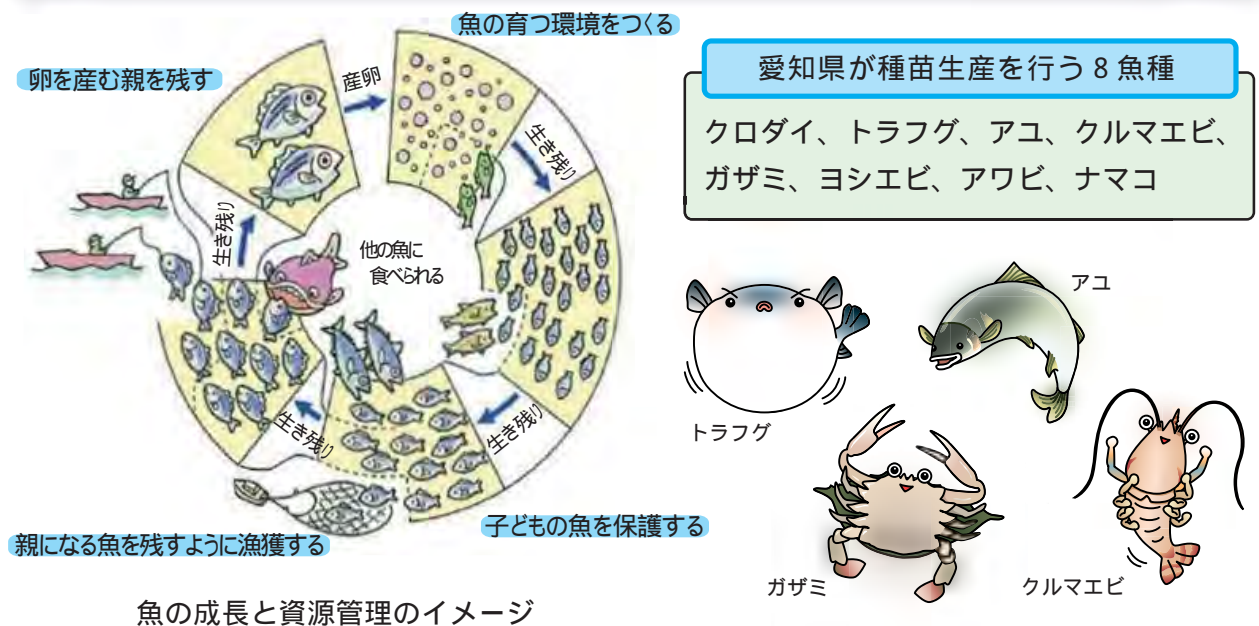 魚の育つ環境をつくる
卵を産む親を残す
産卵
生き残り
生き残り
他の魚に
食べられる
生き残り
生き残り
子どもの魚を保護する
親になる魚を残すように漁獲する
魚の成長と資源管理のイメージ
愛知県が種苗生産を行う8魚種
クロダイ、トラフグ、アユ、クルマエビ、
ガザミ、ヨシエビ、アワビ、ナマコ
アユ
トラフグ
ガザミ
クルマエビ